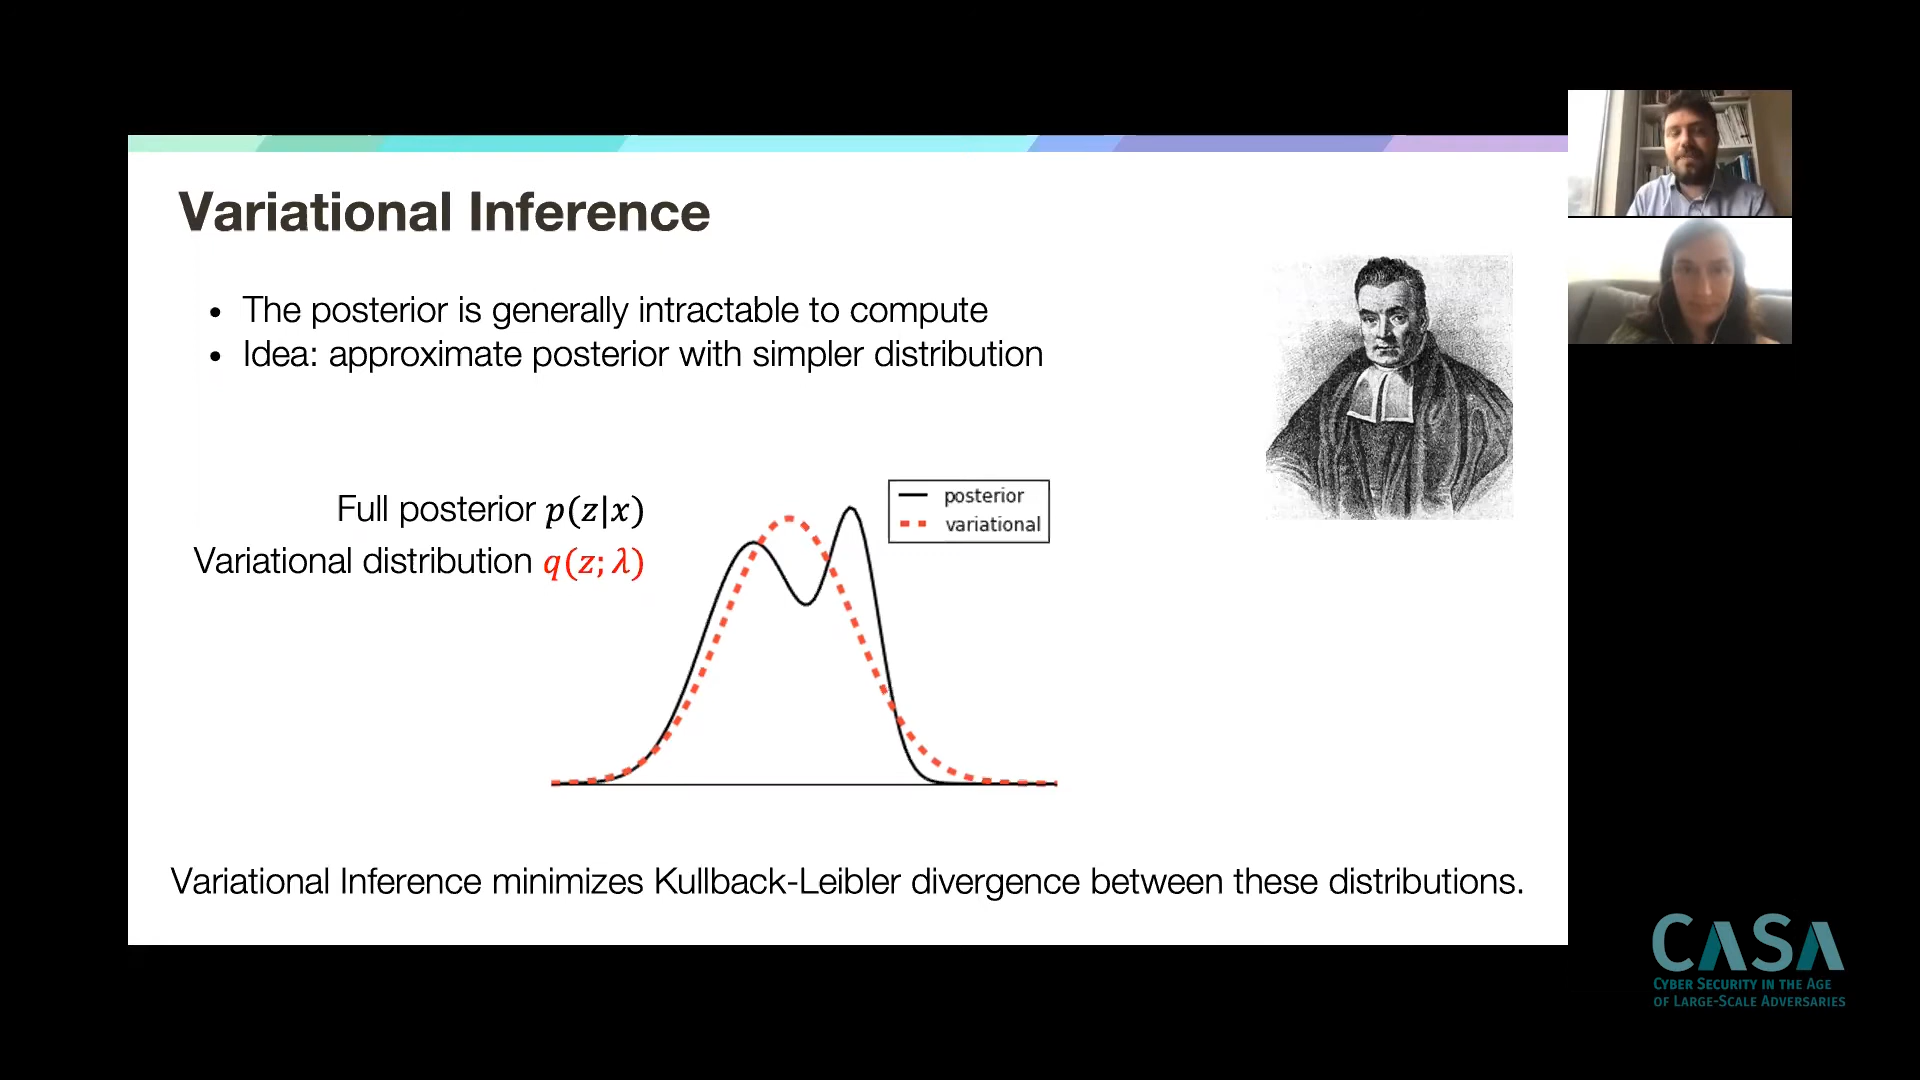 Variational Inference
• The posterior is generally intractable to compute
• Idea: approximate posterior with simpler distribution
Full posterior p(z|x)
Variational distribution q(z; λ)
posterior
variational
Variational Inference minimizes Kullback-Leibler divergence between these distributions.
CASA
CYBER SECURITY IN THE AGE
OF LARGE-SCALE ADVERSARIES